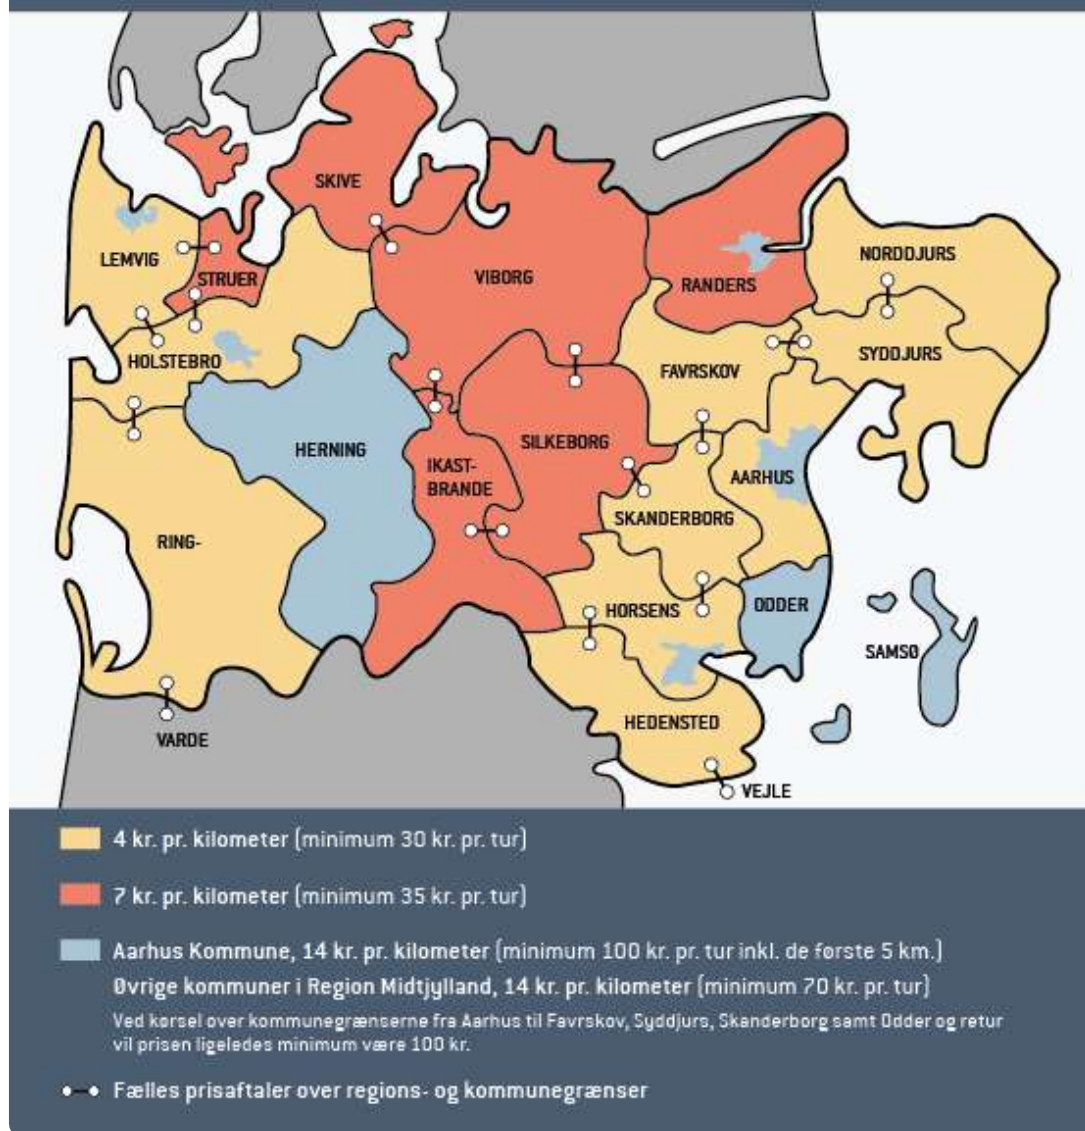 SKIVE
LEMVIG
STRUER
VIBORG
RANDERS
NORDDJURS
HOLSTEBRO
FAVRSKOV
SYDDJURS
HERNING
IKAST-
BRANDE
SILKEBORG
AARHUS
SKANDERBORG
RING-
HORSENS
ODDER
SAMSØ
HEDENSTED
VARDE
VEJLE
4 kr. pr. kilometer (minimum 30 kr. pr. tur)
7 kr. pr. kilometer (minimum 35 kr. pr. tur)
Aarhus Kommune, 14 kr. pr. kilometer (minimum 100 kr. pr. tur inkl. de første 5 km.)
Øvrige kommuner i Region Midtjylland, 14 kr. pr. kilometer (minimum 70 kr. pr. tur)
Ved kørsel over kommunegrænserne fra Aarhus til Favrskov, Syddjurs, Skanderborg samt Odder og retur
vil prisen ligeledes minimum være 100 kr.
Fælles prisaftaler over regions- og kommunegrænser